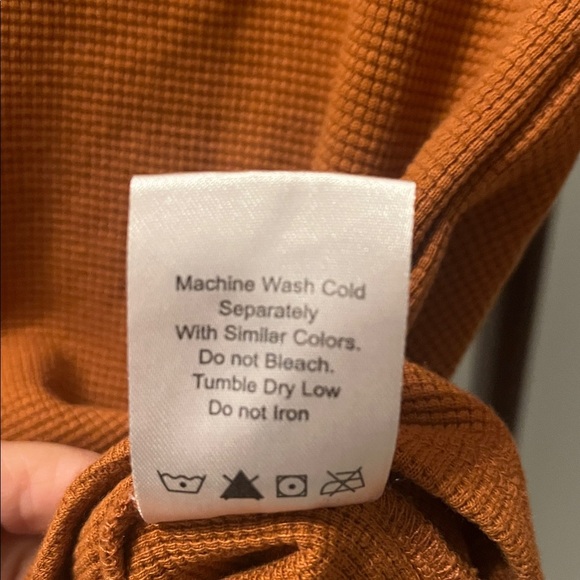 Machine Wash Cold
Separately
With Similar Colors.
Do not Bleach.
Tumble Dry Low
Do not Iron